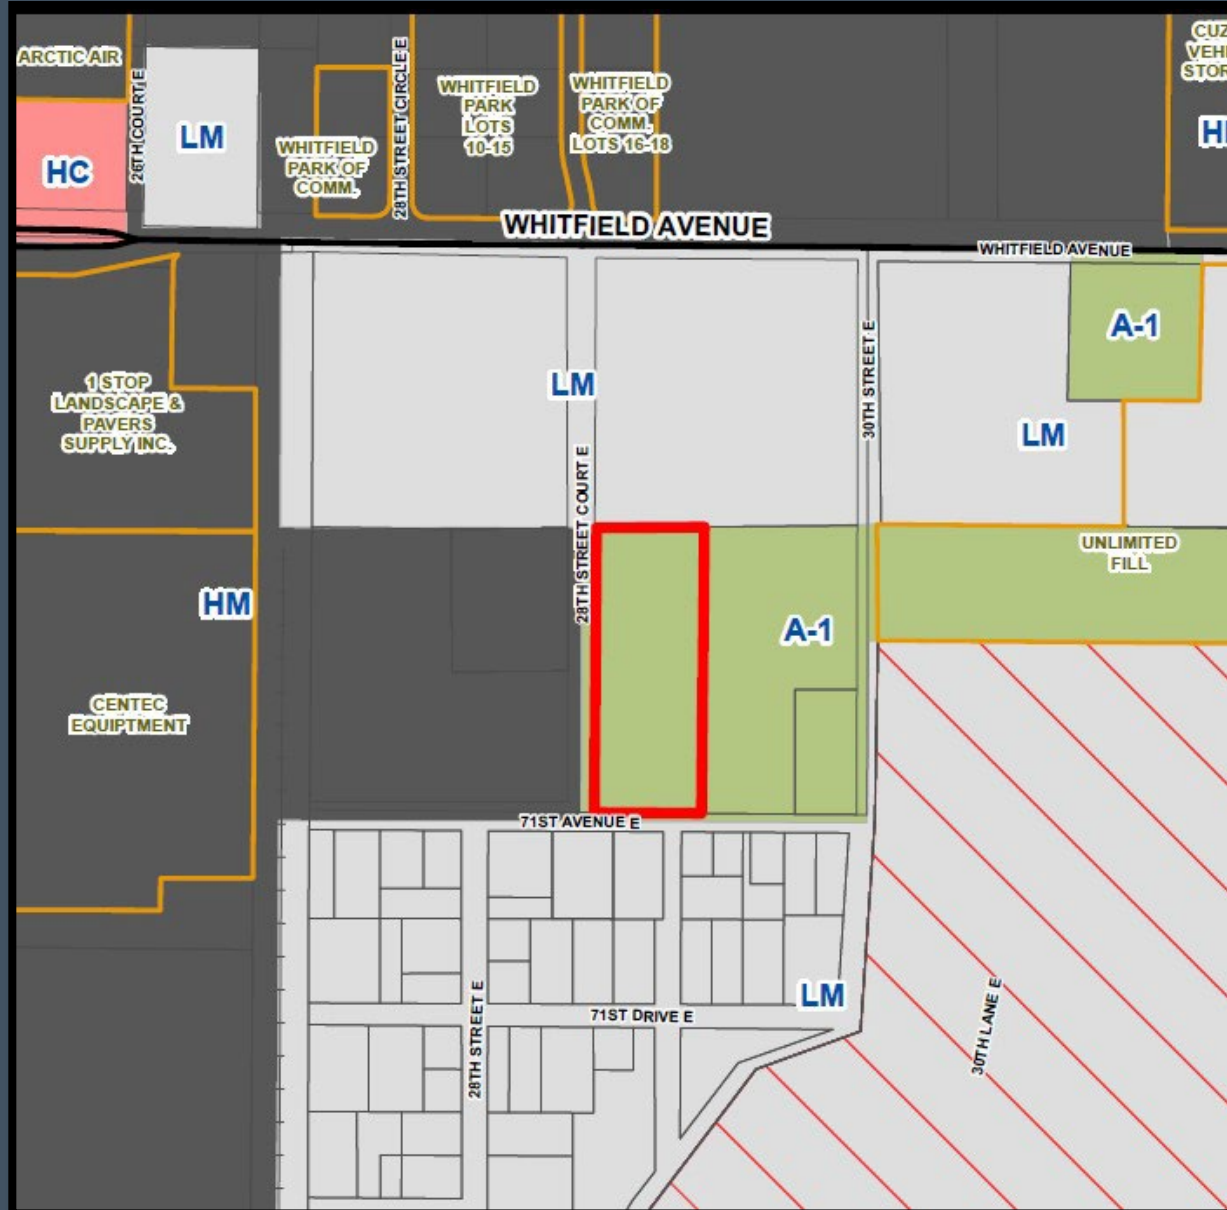 ARCTIC AIR
26TH COURT E
LM
HC
WHITFIELD
PARK OF
COMM.
28TH STREET CIRCLE E
WHITFIELD
PARK
LOTS
10-15
WHITFIELD
PARK OF
COMM.
LOTS 16-18
WHITFIELD AVENUE
WHITFIELD AVENUE
A-1
1 STOP
LANDSCAPE &
PAVERS
SUPPLY INC.
LM
30TH STREET E
LM
28TH STREET COURT E
UNLIMITED
FILL
HM
A-1
CENTEC
EQUIPTMENT
71ST AVENUE E
LM
28TH STREET E
71ST DRIVE E
30TH LANE E